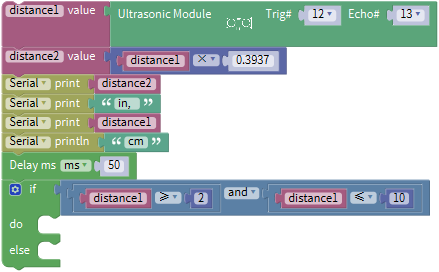 distance1 value Ultrasonic Module Trig# 12 Echo# 13
distance2 value distance1 × 0.3937
Serial print distance2
Serial print “ in, ”
Serial print distance1
Serial println “ cm ”
Delay ms ms 50
if distance1 ≥ 2 and distance1 ≤ 10
do
else